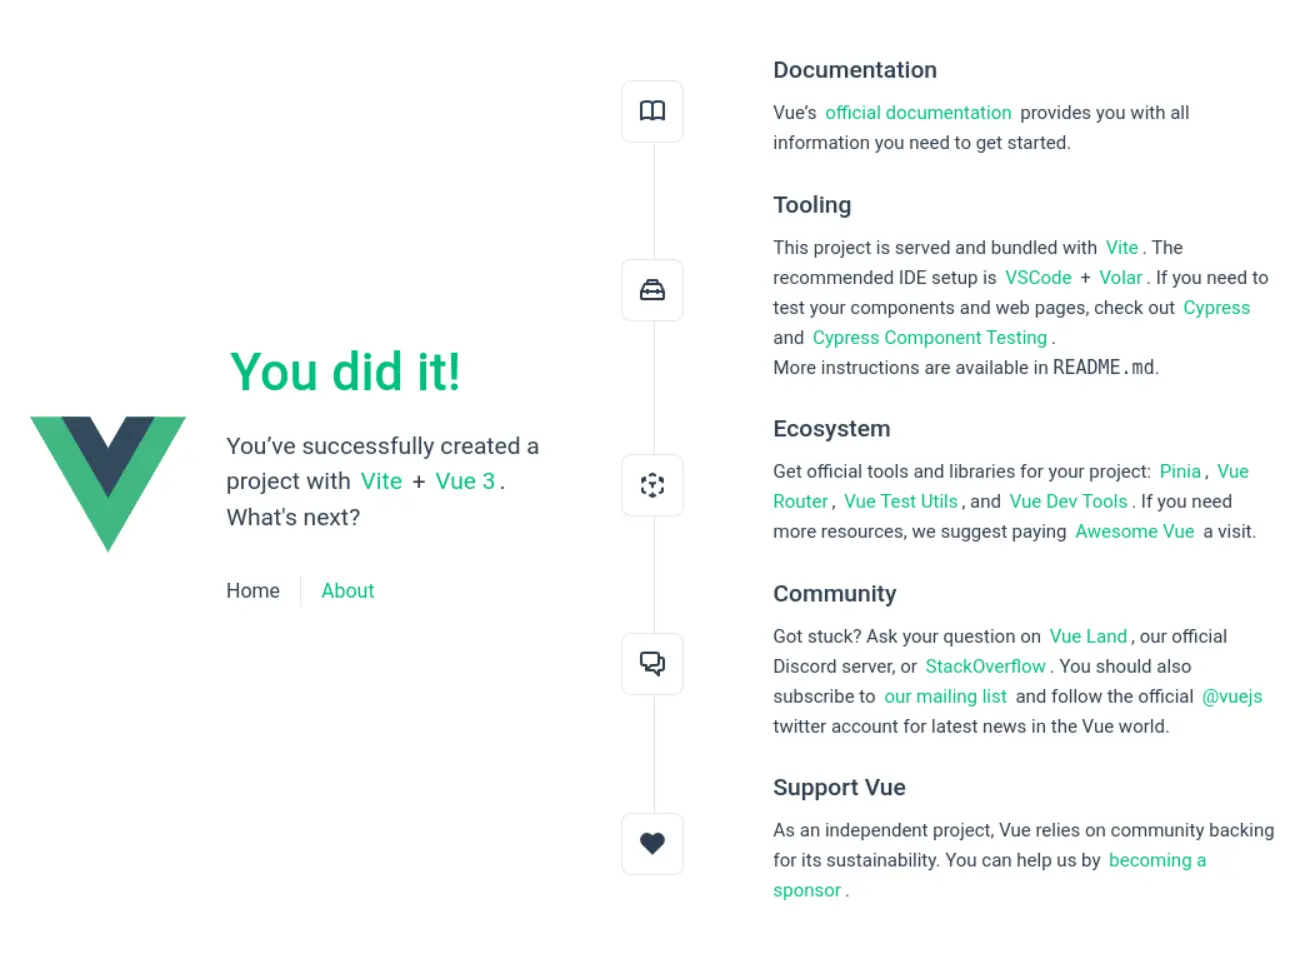 You did it!
You’ve successfully created a
project with Vite + Vue 3 .
What's next?
Home About
Documentation
Vue’s official documentation provides you with all
information you need to get started.
Tooling
This project is served and bundled with Vite . The
recommended IDE setup is VSCode + Volar . If you need to
test your components and web pages, check out Cypress
and Cypress Component Testing .
More instructions are available in README.md.
Ecosystem
Get official tools and libraries for your project: Pinia , Vue
Router , Vue Test Utils , and Vue Dev Tools . If you need
more resources, we suggest paying Awesome Vue a visit.
Community
Got stuck? Ask your question on Vue Land , our official
Discord server, or StackOverflow . You should also
subscribe to our mailing list and follow the official @vuejs
twitter account for latest news in the Vue world.
Support Vue
As an independent project, Vue relies on community backing
for its sustainability. You can help us by becoming a
sponsor .